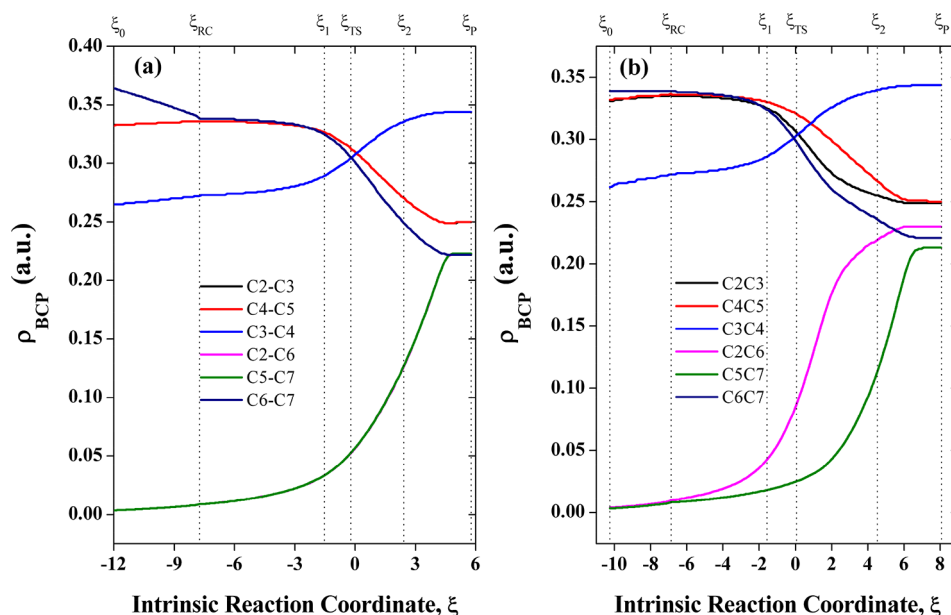 ξ0 ξRC ξ1 ξTS ξ2 ξP
(a)
ρBCP (a.u.)
0.40
0.35
0.30
0.25
0.20
0.15
0.10
0.05
0.00
C2-C3
C4-C5
C3-C4
C2-C6
C5-C7
C6-C7
-12 -9 -6 -3 0 3 6
Intrinsic Reaction Coordinate, ξ
ξ0 ξRC ξ1 ξTS ξ2 ξP
(b)
ρBCP (a.u.)
0.35
0.30
0.25
0.20
0.15
0.10
0.05
0.00
C2C3
C4C5
C3C4
C2C6
C5C7
C6C7
-10 -8 -6 -4 -2 0 2 4 6 8
Intrinsic Reaction Coordinate, ξ